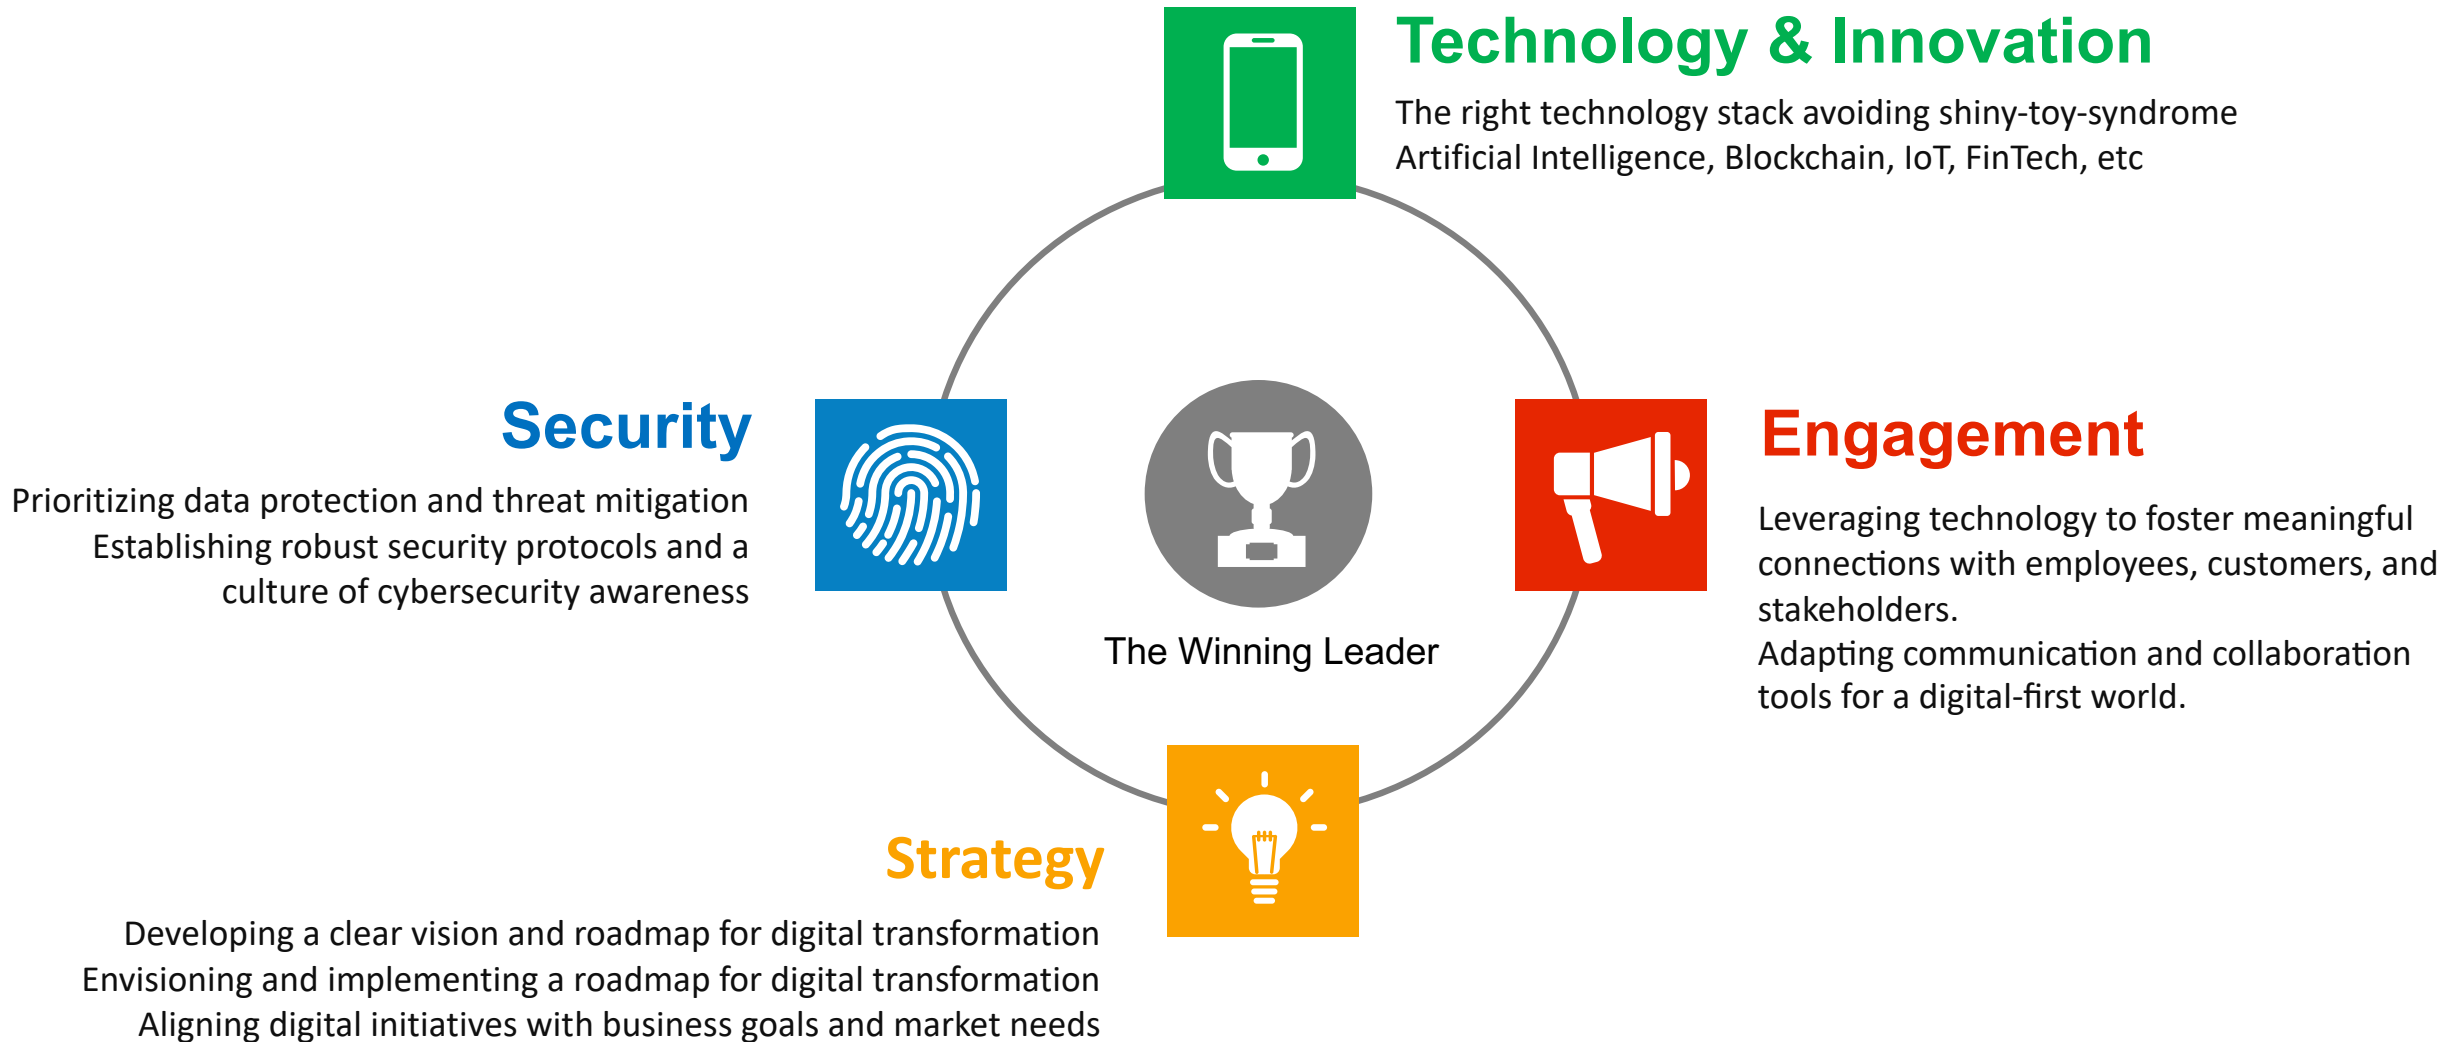 Technology & Innovation
The right technology stack avoiding shiny-toy-syndrome
Artificial Intelligence, Blockchain, IoT, FinTech, etc
Security
Prioritizing data protection and threat mitigation
Establishing robust security protocols and a
culture of cybersecurity awareness
The Winning Leader
Engagement
Leveraging technology to foster meaningful
connections with employees, customers, and
stakeholders.
Adapting communication and collaboration
tools for a digital-first world.
Strategy
Developing a clear vision and roadmap for digital transformation
Envisioning and implementing a roadmap for digital transformation
Aligning digital initiatives with business goals and market needs